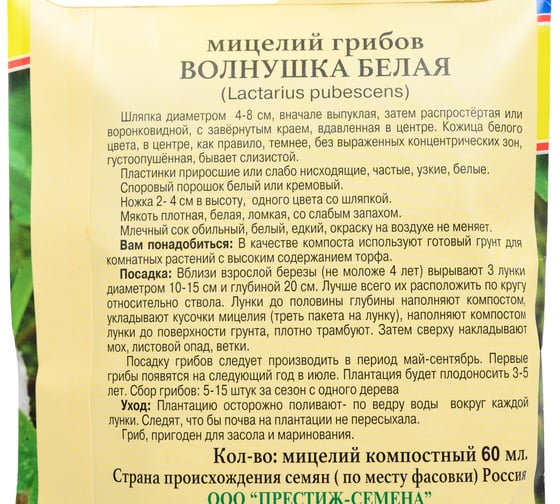 мицелий грибов
ВОЛНУШКА БЕЛАЯ
(Lactarius pubescens)
Шляпка диаметром 4-8 см, вначале выпуклая, затем распростёртая или
воронковидной, с завёрнутым краем, вдавленная в центре. Кожица белого
цвета, в центре, как правило, темнее, без выраженных концентрических зон,
густоопушённая, бывает слизистой.
Пластинки приросшие или слабо нисходящие, частые, узкие, белые.
Споровый порошок белый или кремовый.
Ножка 2- 4 см в высоту, одного цвета со шляпкой.
Мякоть плотная, белая, ломкая, со слабым запахом.
Млечный сок обильный, белый, едкий, окраску на воздухе не меняет.
Вам понадобиться: В качестве компоста используют готовый грунт для
комнатных растений с высоким содержанием торфа.
Посадка: Вблизи взрослой березы (не моложе 4 лет) вырывают 3 лунки
диаметром 10-15 см и глубиной 20 см. Лучше всего их расположить по кругу
относительно ствола. Лунки до половины глубины наполняют компостом,
укладывают кусочки мицелия (треть пакета на лунку), наполняют компостом
лунки до поверхности грунта, плотно трамбуют. Затем сверху накладывают
мох, листовой опад, ветки.
Посадку грибов следует производить в период май-сентябрь. Первые
грибы появятся на следующий год в июле. Плантация будет плодоносить 3-5
лет. Сбор грибов: 5-15 штук за сезон с одного дерева
Уход: Плантацию осторожно поливают- по ведру воды вокруг каждой
лунки. Следят, что бы почва на плантации не пересыхала.
Гриб, пригоден для засола и маринования.
Кол-во: мицелий компостный 60 мл.
Страна происхождения семян ( по месту фасовки) Россия
ООО "ПРЕСТИЖ-СЕМЕНА"